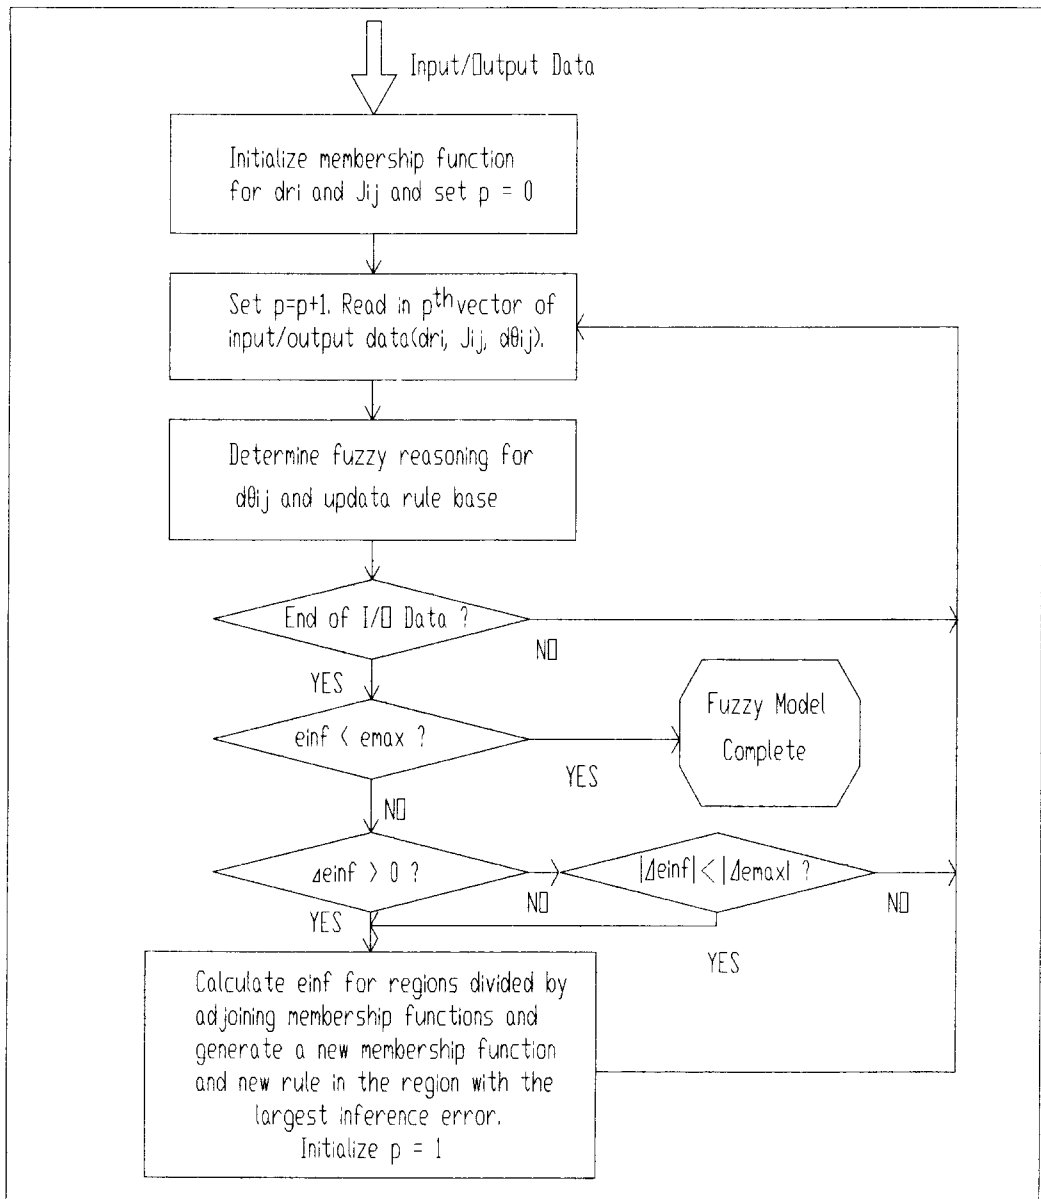 Input/Output Data
Initialize membership function
for dri and Jij and set p = 0
Set p=p+1. Read in pth vector of
input/output data(dri, Jij, dθij).
Determine fuzzy reasoning for
dθij and updata rule base
End of I/O Data ?
NO
YES
einf < emax ?
YES
Fuzzy Model
Complete
NO
Δeinf > 0 ?
NO
|Δeinf| < |Δemax| ?
NO
YES
YES
Calculate einf for regions divided by
adjoining membership functions and
generate a new membership function
and new rule in the region with the
largest inference error.
Initialize p = 1